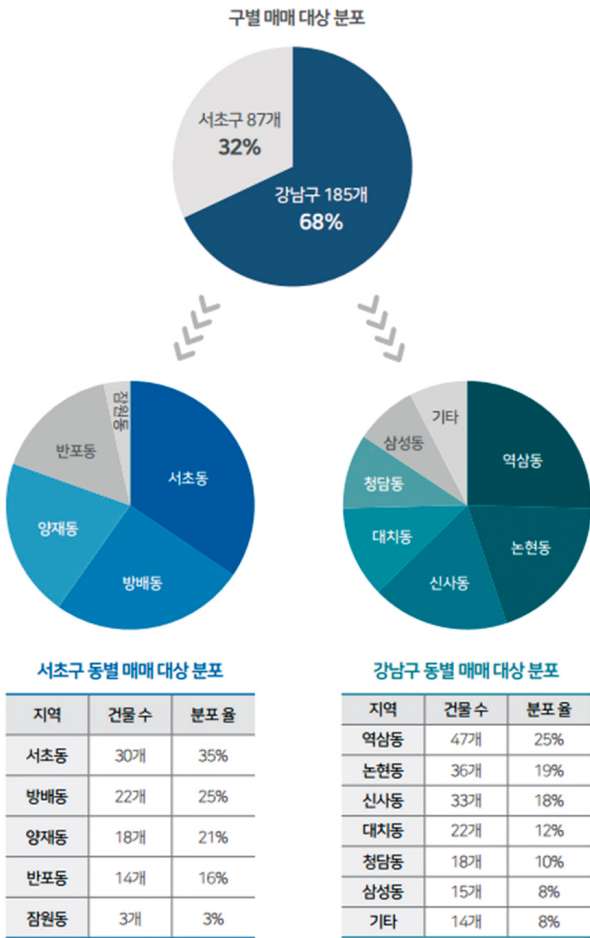 구별 매매 대상 분포
서초구 87개
32%
강남구 185개
68%
서초동
방배동
양재동
반포동
잠원동
역삼동
논현동
신사동
대치동
청담동
삼성동
기타
서초구 동별 매매 대상 분포
지역 건물 수 분포 율
서초동 30개 35%
방배동 22개 25%
양재동 18개 21%
반포동 14개 16%
잠원동 3개 3%
강남구 동별 매매 대상 분포
지역 건물 수 분포 율
역삼동 47개 25%
논현동 36개 19%
신사동 33개 18%
대치동 22개 12%
청담동 18개 10%
삼성동 15개 8%
기타 14개 8%